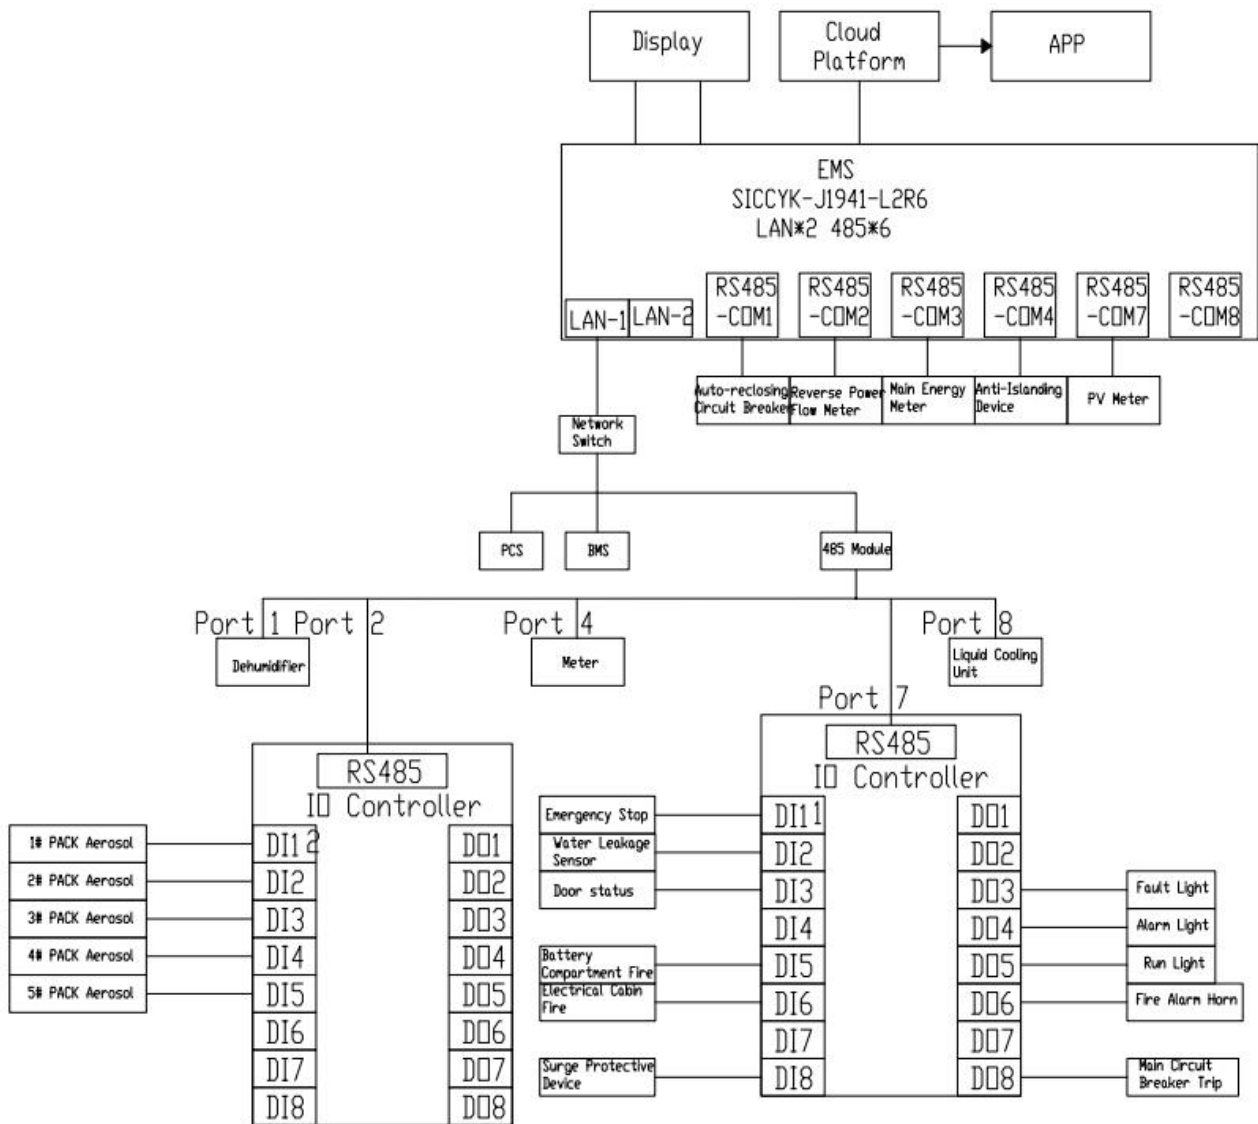 Display
Cloud
Platform
APP
EMS
SICCYK-J1941-L2R6
LAN*2 485*6
LAN-1
LAN-2
RS485
-COM1
RS485
-COM2
RS485
-COM3
RS485
-COM4
RS485
-COM7
RS485
-COM8
Auto-reclosing
Circuit Breaker
Reverse Power
Flow Meter
Main Energy
Meter
Anti-Islanding
Device
PV Meter
Network
Switch
PCS
BMS
485 Module
Port 1
Port 2
Port 4
Port 7
Port 8
Dehumidifier
Meter
Liquid Cooling
Unit
RS485
IO Controller
2
1# PACK Aerosol
2# PACK Aerosol
3# PACK Aerosol
4# PACK Aerosol
5# PACK Aerosol
DI1
DI2
DI3
DI4
DI5
DI6
DI7
DI8
DO1
DO2
DO3
DO4
DO5
DO6
DO7
DO8
RS485
IO Controller
1
Emergency Stop
Water Leakage
Sensor
Door status
Battery
Compartment Fire
Electrical Cabin
Fire
Surge Protective
Device
DI1
DI2
DI3
DI4
DI5
DI6
DI7
DI8
DO1
DO2
DO3
DO4
DO5
DO6
DO7
DO8
Fault Light
Alarm Light
Run Light
Fire Alarm Horn
Main Circuit
Breaker Trip